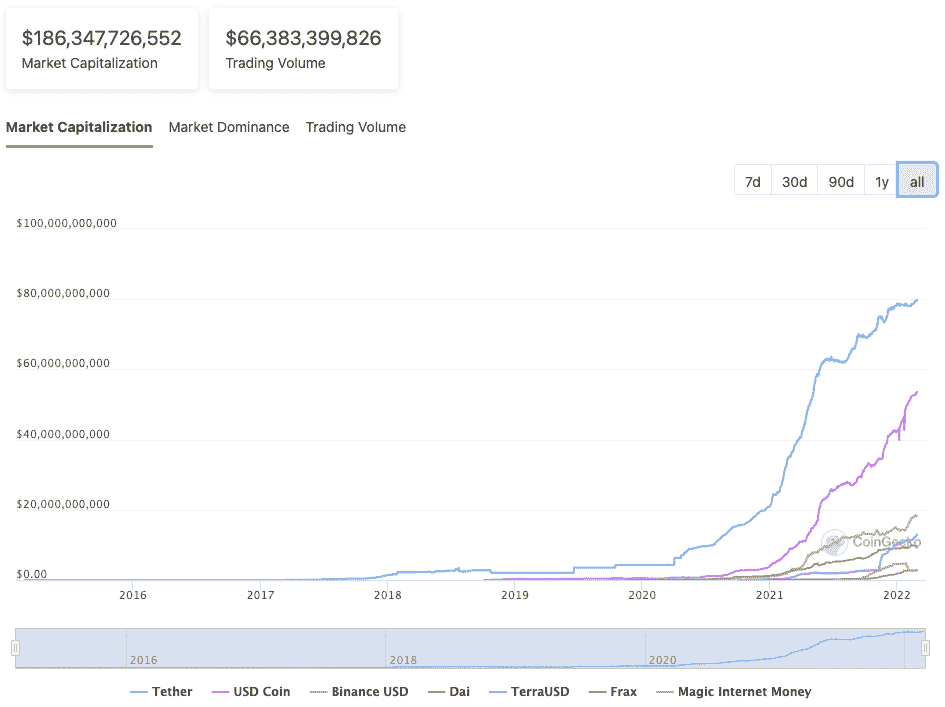 $186,347,726,552 $66,383,399,826
Market Capitalization Trading Volume
Market Capitalization Market Dominance Trading Volume
7d 30d 90d 1y all
$100,000,000,000
$80,000,000,000
$60,000,000,000
$40,000,000,000
$20,000,000,000
CoinGecko
$0.00
2016 2017 2018 2019 2020 2021 2022
2016 2018 2020
Tether USD Coin Binance USD Dai TerraUSD Frax Magic Internet Money